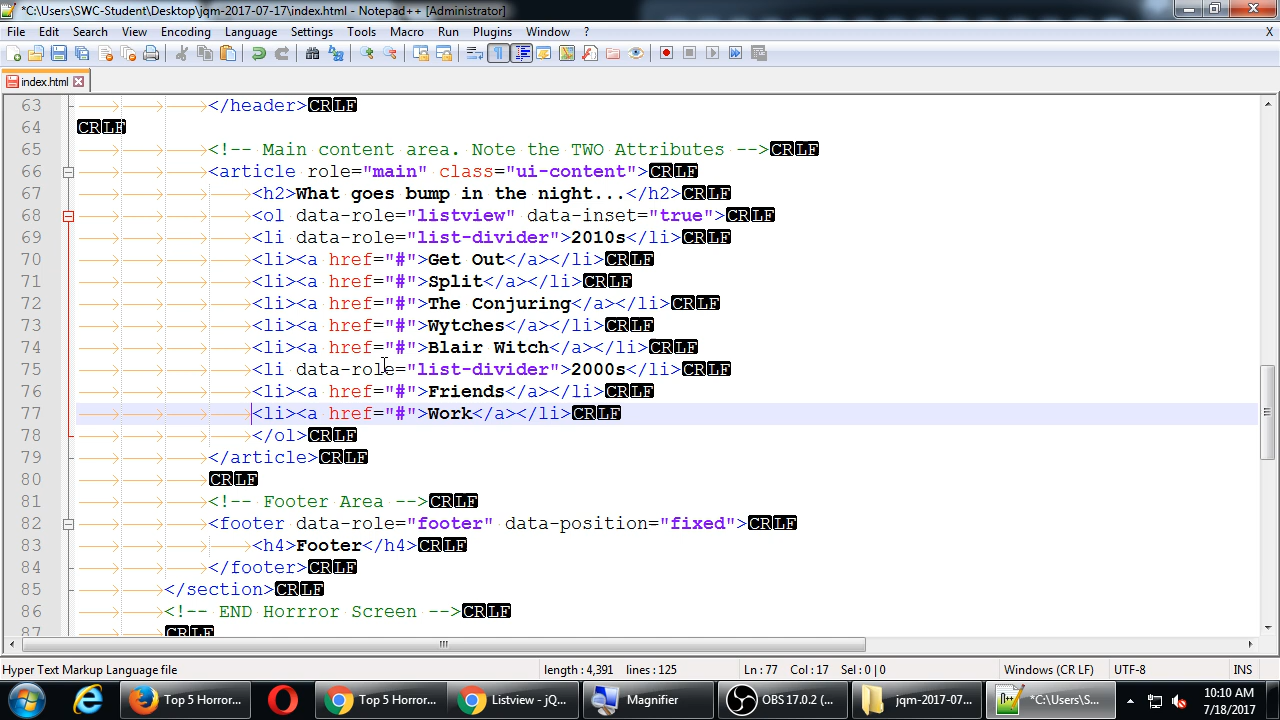 *C:\Users\SWC-Student\Desktop\jqm-2017-07-17\index.html - Notepad++ [Administrator]
File Edit Search View Encoding Language Settings Tools Macro Run Plugins Window ? X
index.html
63 </header>CRLF
64 CRLF
65 <!-- Main content area. Note the TWO Attributes -->CRLF
66 <article role="main" class="ui-content">CRLF
67 <h2>What goes bump in the night...</h2>CRLF
68 <ol data-role="listview" data-inset="true">CRLF
69 <li data-role="list-divider">2010s</li>CRLF
70 <li><a href="#">Get Out</a></li>CRLF
71 <li><a href="#">Split</a></li>CRLF
72 <li><a href="#">The Conjuring</a></li>CRLF
73 <li><a href="#">Wytches</a></li>CRLF
74 <li><a href="#">Blair Witch</a></li>CRLF
75 <li data-role="list-divider">2000s</li>CRLF
76 <li><a href="#">Friends</a></li>CRLF
77 <li><a href="#">Work</a></li>CRLF
78 </ol>CRLF
79 </article>CRLF
80 CRLF
81 <!-- Footer Area -->CRLF
82 <footer data-role="footer" data-position="fixed">CRLF
83 <h4>Footer</h4>CRLF
84 </footer>CRLF
85 </section>CRLF
86 <!-- END Horrror Screen -->CRLF
87 CRLF
Hyper Text Markup Language file length : 4,391 lines : 125 Ln : 77 Col : 17 Sel : 0 | 0 Windows (CR LF) UTF-8 INS
Top 5 Horror... Top 5 Horror... Listview - jQ... Magnifier OBS 17.0.2 (... jqm-2017-07-... *C:\Users\S... 10:10 AM
7/18/2017